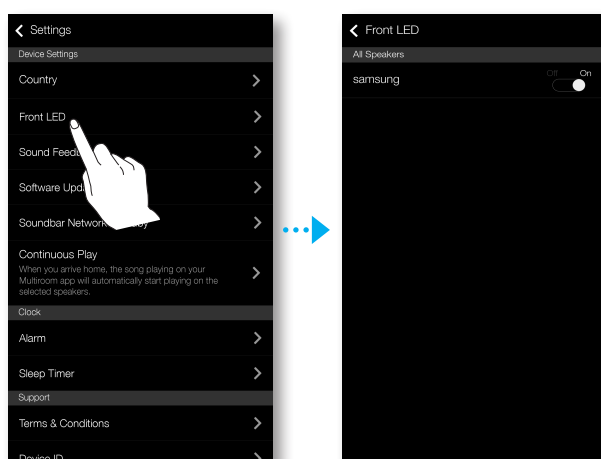 Settings
Device Settings
Country
Front LED
Sound Feed
Software Upd
Soundbar Network
Continuous Play
When you arrive home, the song playing on your
Multiroom app will automatically start playing on the
selected speakers.
Clock
Alarm
Sleep Timer
Support
Terms & Conditions
Device ID
Front LED
All Speakers
samsung
Off On